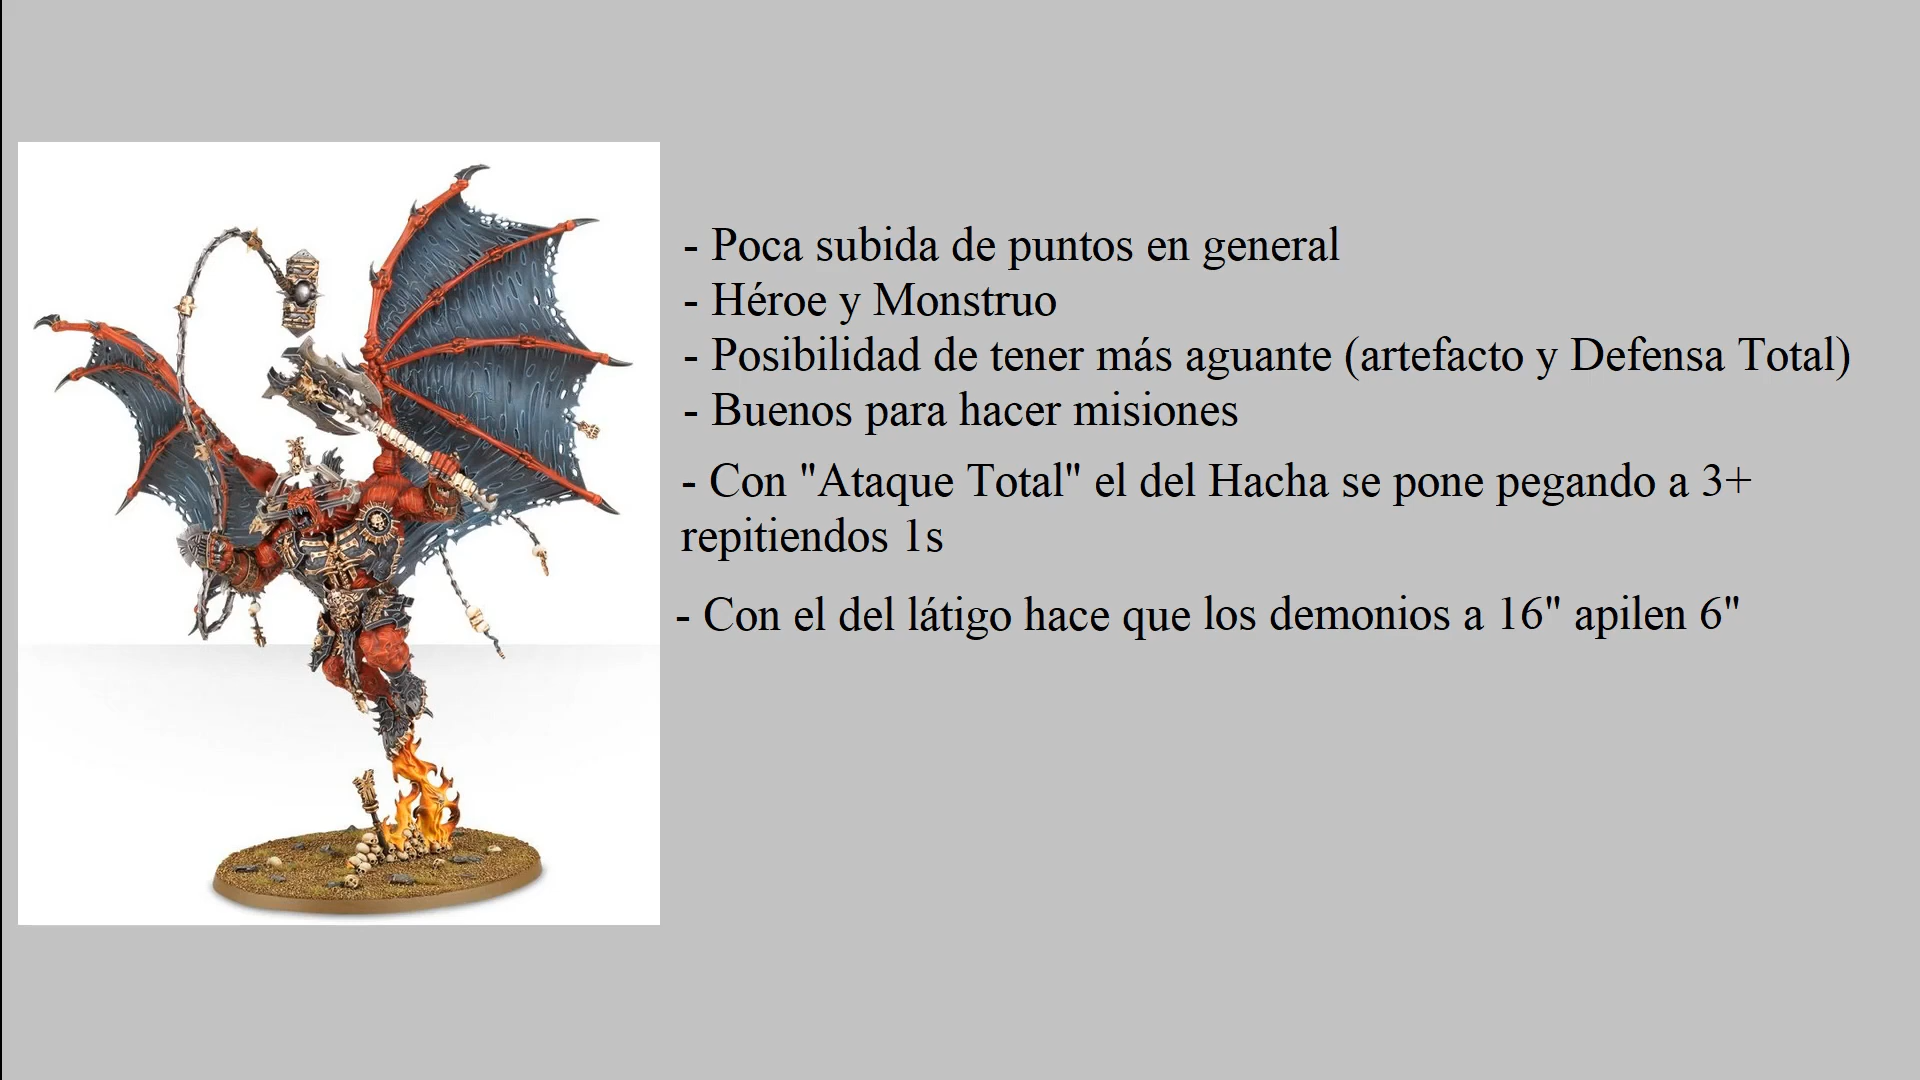 - Poca subida de puntos en general
- Héroe y Monstruo
- Posibilidad de tener más aguante (artefacto y Defensa Total)
- Buenos para hacer misiones
- Con "Ataque Total" el del Hacha se pone pegando a 3+
repitiendos 1s
- Con el del látigo hace que los demonios a 16" apilen 6"